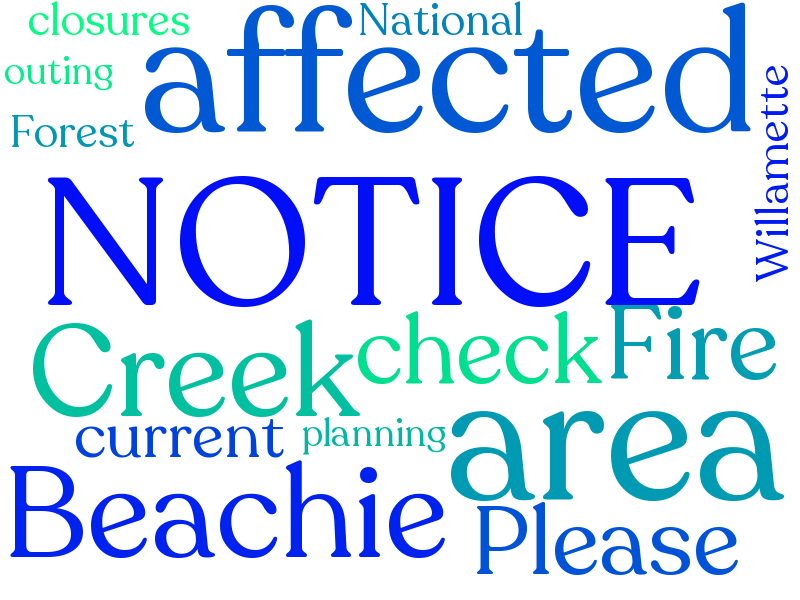 closures
National
affected
outing
Forest
Willamette
NOTICE
Creek
check
Fire
current
planning
area
Beachie
Please